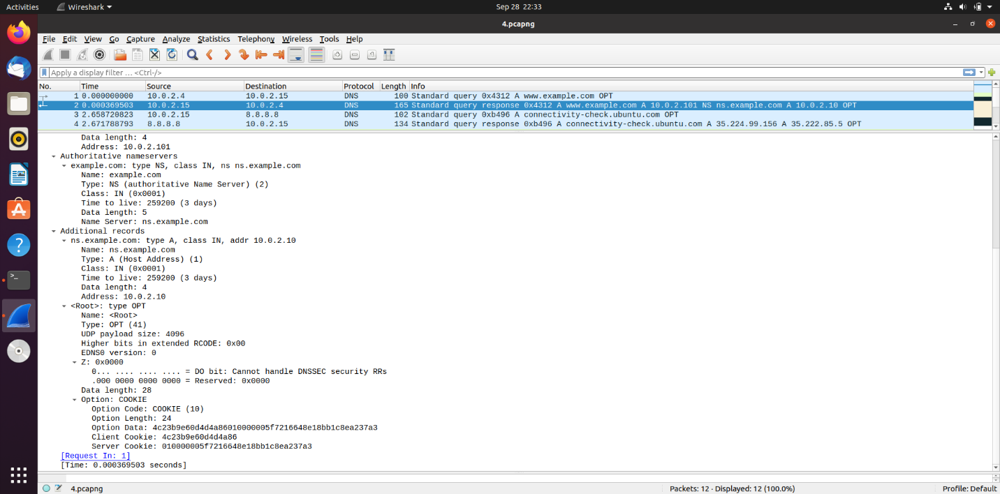 Activities Wireshark Sep 28 22:33
4.pcapng
File Edit View Go Capture Analyze Statistics Telephony Wireless Tools Help
Apply a display filter … <Ctrl-/>
No. Time Source Destination Protocol Length Info
1 0.000000000 10.0.2.4 10.0.2.15 DNS 100 Standard query 0x4312 A www.example.com OPT
2 0.000369503 10.0.2.15 10.0.2.4 DNS 165 Standard query response 0x4312 A www.example.com A 10.0.2.101 NS ns.example.com A 10.0.2.10 OPT
3 2.658720823 10.0.2.15 8.8.8.8 DNS 102 Standard query 0xb496 A connectivity-check.ubuntu.com OPT
4 2.671788793 8.8.8.8 10.0.2.15 DNS 134 Standard query response 0xb496 A connectivity-check.ubuntu.com A 35.224.99.156 A 35.222.85.5 OPT
Data length: 4
Address: 10.0.2.101
Authoritative nameservers
example.com: type NS, class IN, ns ns.example.com
Name: example.com
Type: NS (authoritative Name Server) (2)
Class: IN (0x0001)
Time to live: 259200 (3 days)
Data length: 5
Name Server: ns.example.com
Additional records
ns.example.com: type A, class IN, addr 10.0.2.10
Name: ns.example.com
Type: A (Host Address) (1)
Class: IN (0x0001)
Time to live: 259200 (3 days)
Data length: 4
Address: 10.0.2.10
<Root>: type OPT
Name: <Root>
Type: OPT (41)
UDP payload size: 4096
Higher bits in extended RCODE: 0x00
EDNS0 version: 0
Z: 0x0000
0... .... .... .... = DO bit: Cannot handle DNSSEC security RRs
.000 0000 0000 0000 = Reserved: 0x0000
Data length: 28
Option: COOKIE
Option Code: COOKIE (10)
Option Length: 24
Option Data: 4c23b9e60d4d4a86010000005f7216648e18bb1c8ea237a3
Client Cookie: 4c23b9e60d4d4a86
Server Cookie: 010000005f7216648e18bb1c8ea237a3
[Request In: 1]
[Time: 0.000369503 seconds]
4.pcapng Packets: 12 · Displayed: 12 (100.0%) Profile: Default